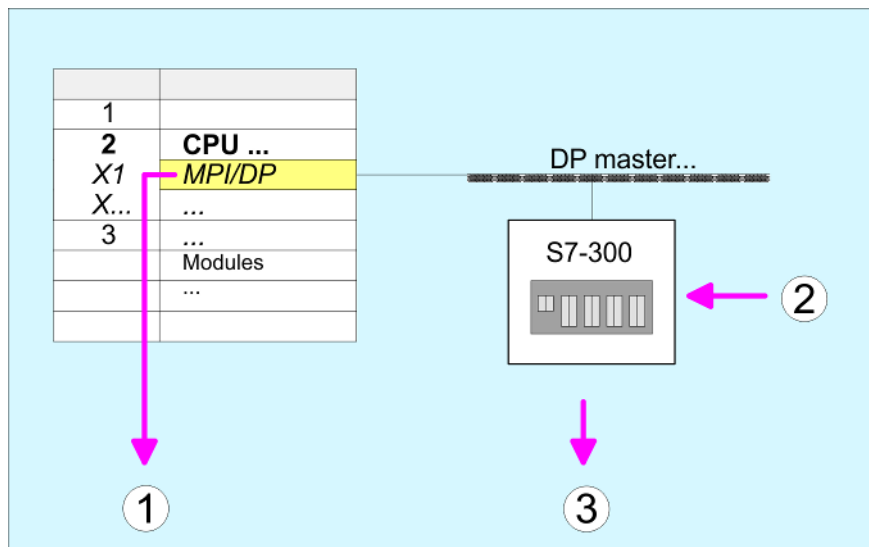 1
2 CPU ...
X1 MPI/DP
X... ...
3 ...
Modules
...
DP master...
S7-300
2
1
3